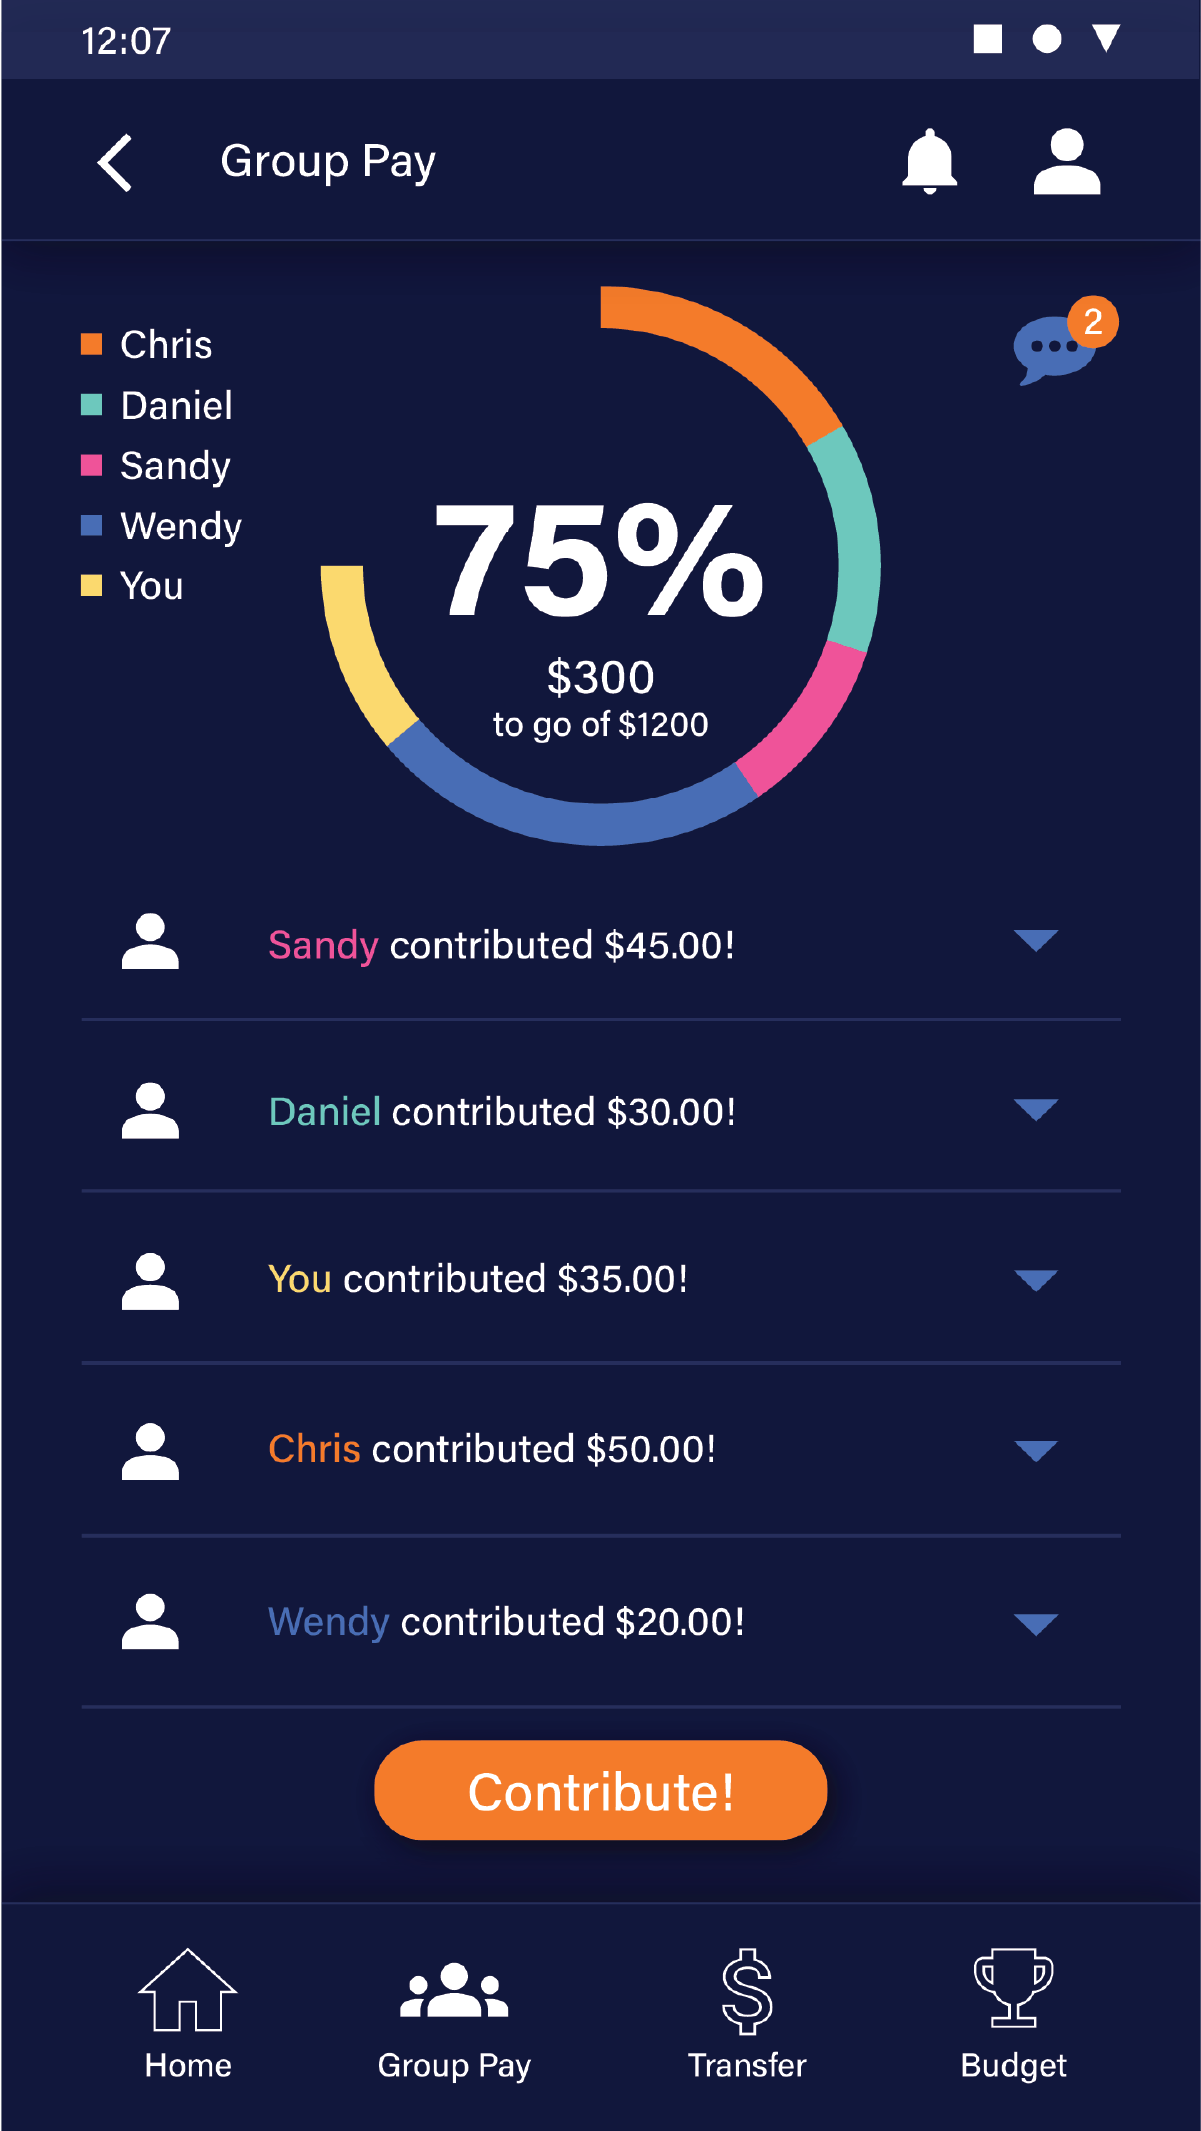 12:07
Group Pay
2
Chris
Daniel
Sandy
Wendy
You
75%
$300
to go of $1200
Sandy contributed $45.00!
Daniel contributed $30.00!
You contributed $35.00!
Chris contributed $50.00!
Wendy contributed $20.00!
Contribute!
Home
Group Pay
Transfer
Budget